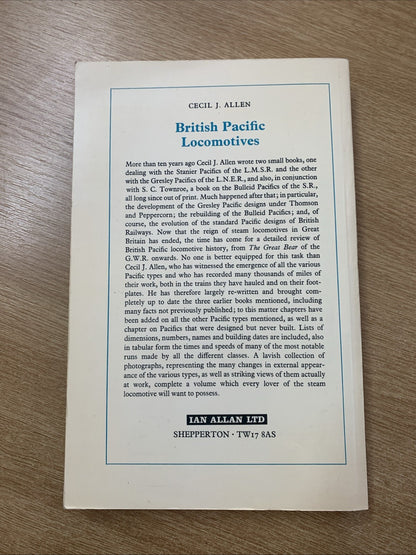 CECIL J. ALLEN
British Pacific
Locomotives
More than ten years ago Cecil J. Allen wrote two small books, one
dealing with the Stanier Pacifics of the L.M.S.R. and the other
with the Gresley Pacifics of the L.N.E.R., and also, in conjunction
with S. C. Townroe, a book on the Bulleid Pacifics of the S.R.,
all long since out of print. Much happened after that; in particular,
the development of the Gresley Pacific designs under Thomson
and Peppercorn; the rebuilding of the Bulleid Pacifics; and, of
course, the evolution of the standard Pacific designs of British
Railways. Now that the reign of steam locomotives in Great
Britain has ended, the time has come for a detailed review of
British Pacific locomotive history, from The Great Bear of the
G.W.R. onwards. No one is better equipped for this task than
Cecil J. Allen, who has witnessed the emergence of all the various
Pacific types and who has recorded many thousands of miles of
their work, both in the trains they have hauled and on their foot-
plates. He has therefore largely re-written and brought com-
pletely up to date the three earlier books mentioned, including
many facts not previously published; to this matter chapters have
been added on all the other Pacific types mentioned, as well as a
chapter on Pacifics that were designed but never built. Lists of
dimensions, numbers, names and building dates are included, also
in tabular form the times and speeds of many of the most notable
runs made by all the different classes. A lavish collection of
photographs, representing the many changes in external appear-
ance of the various types, as well as striking views of them actually
at work, complete a volume which every lover of the steam
locomotive will want to possess.
IAN ALLAN LTD
SHEPPERTON · TW17 8AS